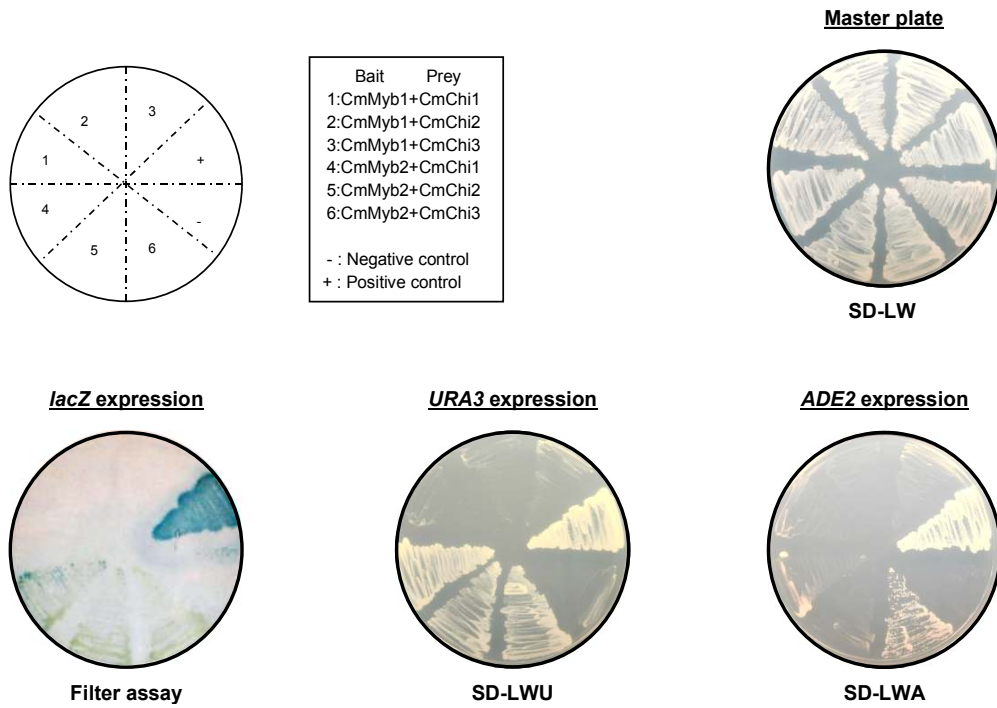 Master plate
2
3
1
+
4
-
5
6
Bait Prey
1:CmMyb1+CmChi1
2:CmMyb1+CmChi2
3:CmMyb1+CmChi3
4:CmMyb2+CmChi1
5:CmMyb2+CmChi2
6:CmMyb2+CmChi3
- : Negative control
+ : Positive control
SD-LW
lacZ expression
URA3 expression
ADE2 expression
Filter assay
SD-LWU
SD-LWA